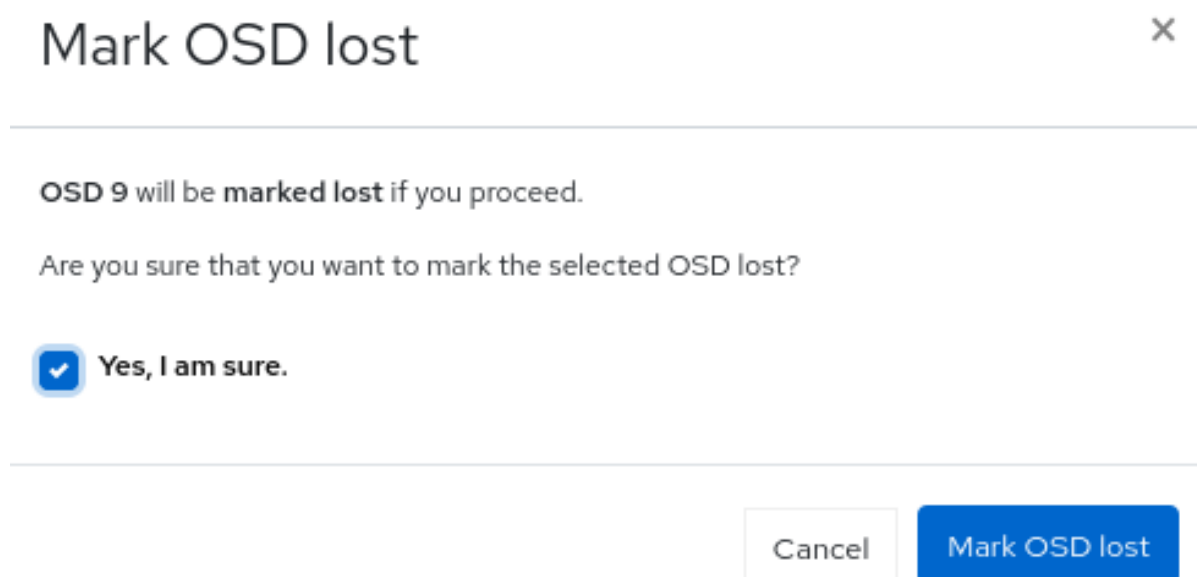 Mark OSD lost
OSD 9 will be marked lost if you proceed.
Are you sure that you want to mark the selected OSD lost?
Yes, I am sure.
Cancel
Mark OSD lost